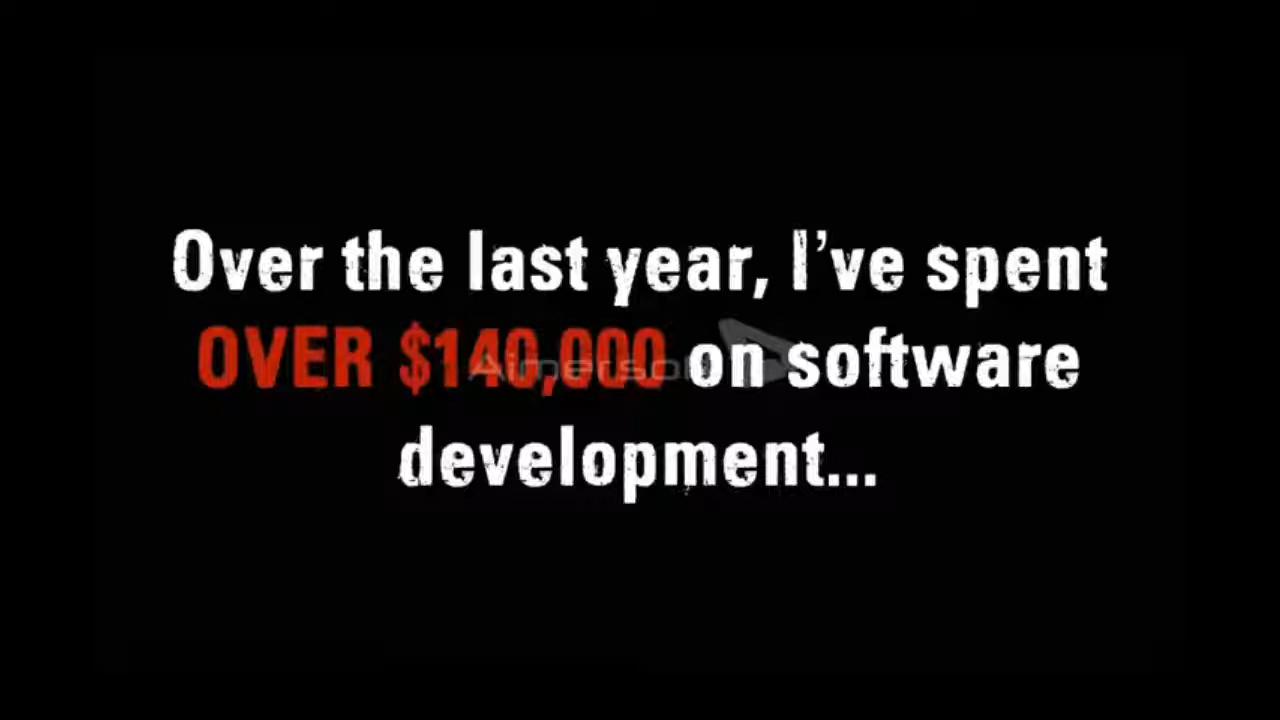 Over the last year, I’ve spent
OVER $140,000 on software
development...